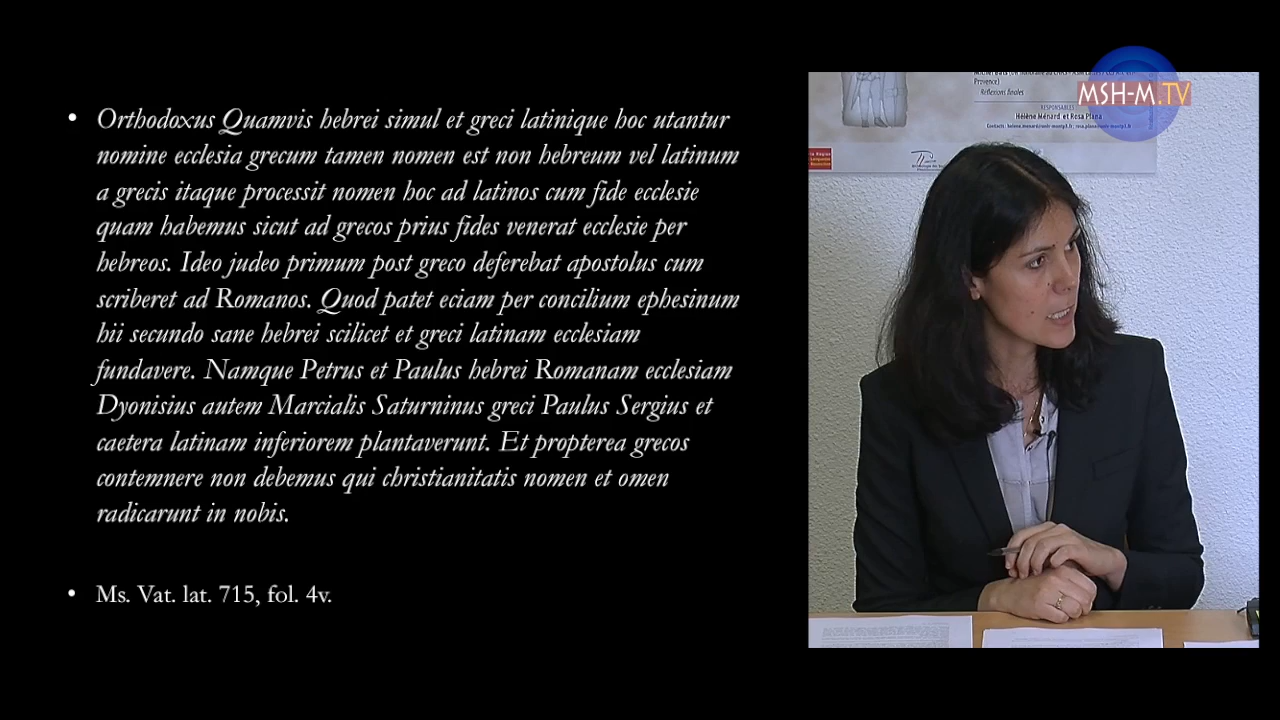 • Orthodoxus Quamvis hebrei simul et greci latinique hoc utantur
nomine ecclesia grecum tamen nomen est non hebreum vel latinum
a grecis itaque processit nomen hoc ad latinos cum fide ecclesie
quam habemus sicut ad grecos prius fides venerat ecclesie per
hebreos. Ideo judeo primum post greco deferebat apostolus cum
scriberet ad Romanos. Quod patet eciam per concilium ephesinum
hii secundo sane hebrei scilicet et greci latinam ecclesiam
fundavere. Namque Petrus et Paulus hebrei Romanam ecclesiam
Dyonisius autem Marcialis Saturninus greci Paulus Sergius et
caetera latinam inferiorem plantaverunt. Et propterea grecos
contemnere non debemus qui christianitatis nomen et omen
radicarunt in nobis.
• Ms. Vat. lat. 715, fol. 4v.
MSH-M.TV
Provence)
Réflexions finales
RESPONSABLES
Hélène Ménard et Rosa Plana
la Région